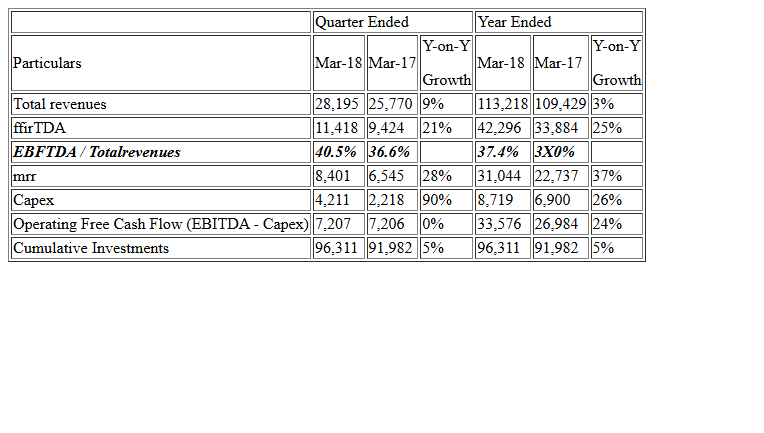 Quarter Ended Year Ended
Particulars Mar-18 Mar-17 Y-on-Y Growth Mar-18 Mar-17 Y-on-Y Growth
Total revenues 28,195 25,770 9% 113,218 109,429 3%
ffirTDA 11,418 9,424 21% 42,296 33,884 25%
EBFTDA / Totalrevenues 40.5% 36.6% 37.4% 3X0%
mrr 8,401 6,545 28% 31,044 22,737 37%
Capex 4,211 2,218 90% 8,719 6,900 26%
Operating Free Cash Flow (EBITDA - Capex) 7,207 7,206 0% 33,576 26,984 24%
Cumulative Investments 96,311 91,982 5% 96,311 91,982 5%